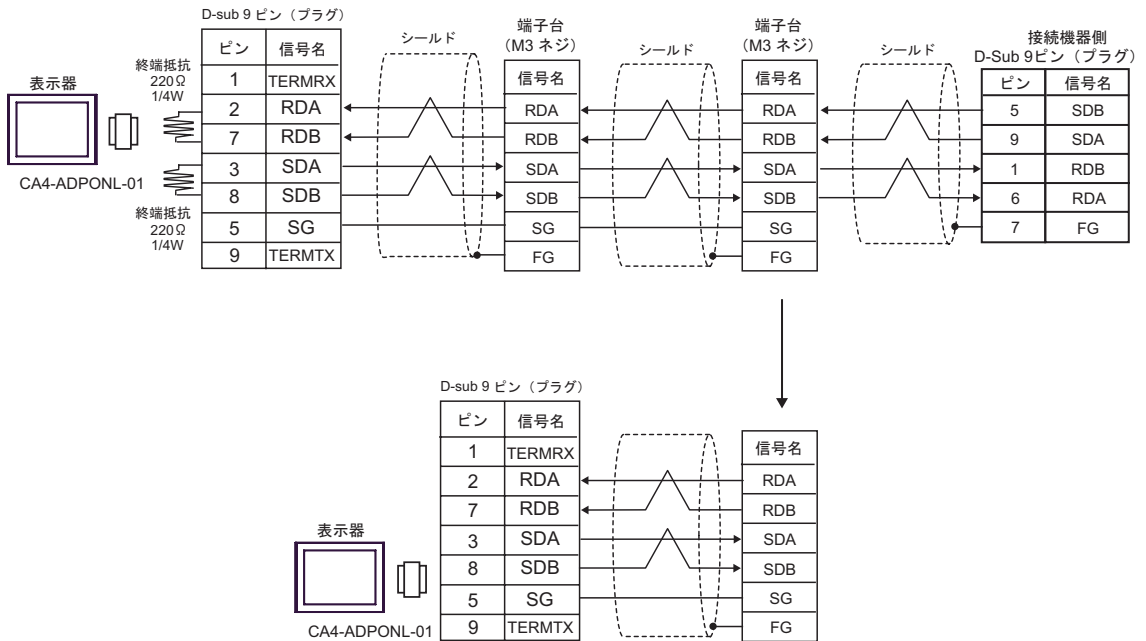 D-sub 9 ピン（プラグ）
ピン 信号名
1 TERMRX
2 RDA
7 RDB
3 SDA
8 SDB
5 SG
9 TERMTX
終端抵抗
220Ω
1/4W
終端抵抗
220Ω
1/4W
表示器
CA4-ADPONL-01
シールド
端子台
（M3 ネジ）
信号名
RDA
RDB
SDA
SDB
SG
FG
シールド
端子台
（M3 ネジ）
信号名
RDA
RDB
SDA
SDB
SG
FG
シールド
接続機器側
D-Sub 9ピン（プラグ）
ピン 信号名
5 SDB
9 SDA
1 RDB
6 RDA
7 FG
D-sub 9 ピン（プラグ）
ピン 信号名
1 TERMRX
2 RDA
7 RDB
3 SDA
8 SDB
5 SG
9 TERMTX
表示器
CA4-ADPONL-01
信号名
RDA
RDB
SDA
SDB
SG
FG